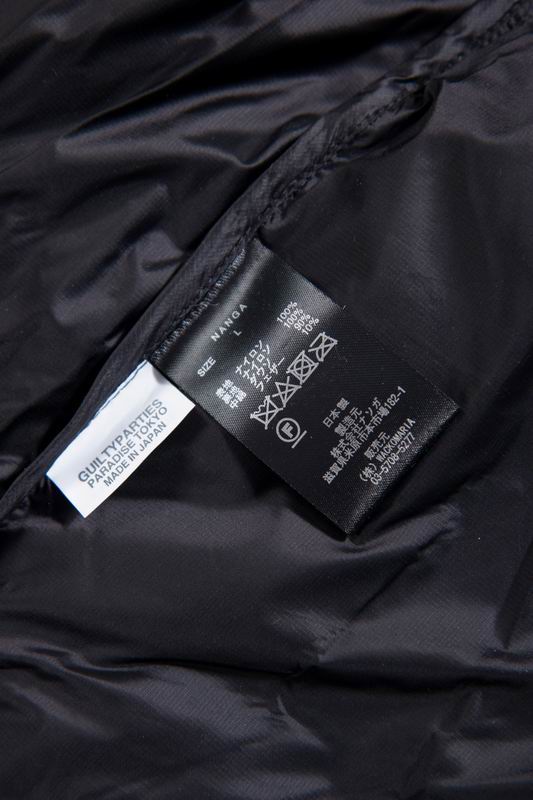 GUILTYPARTIES
PARADISE TOKYO
MADE IN JAPAN
NANGA
SIZE L
表地 ナイロン 100%
裏地 ナイロン 100%
中綿 ダウン 90%
フェザー 10%
F
日本製
製造元
株式会社ナンガ
滋賀県米原市本市場182-1
販売元
(株)WACKOMARIA
03-5708-5277